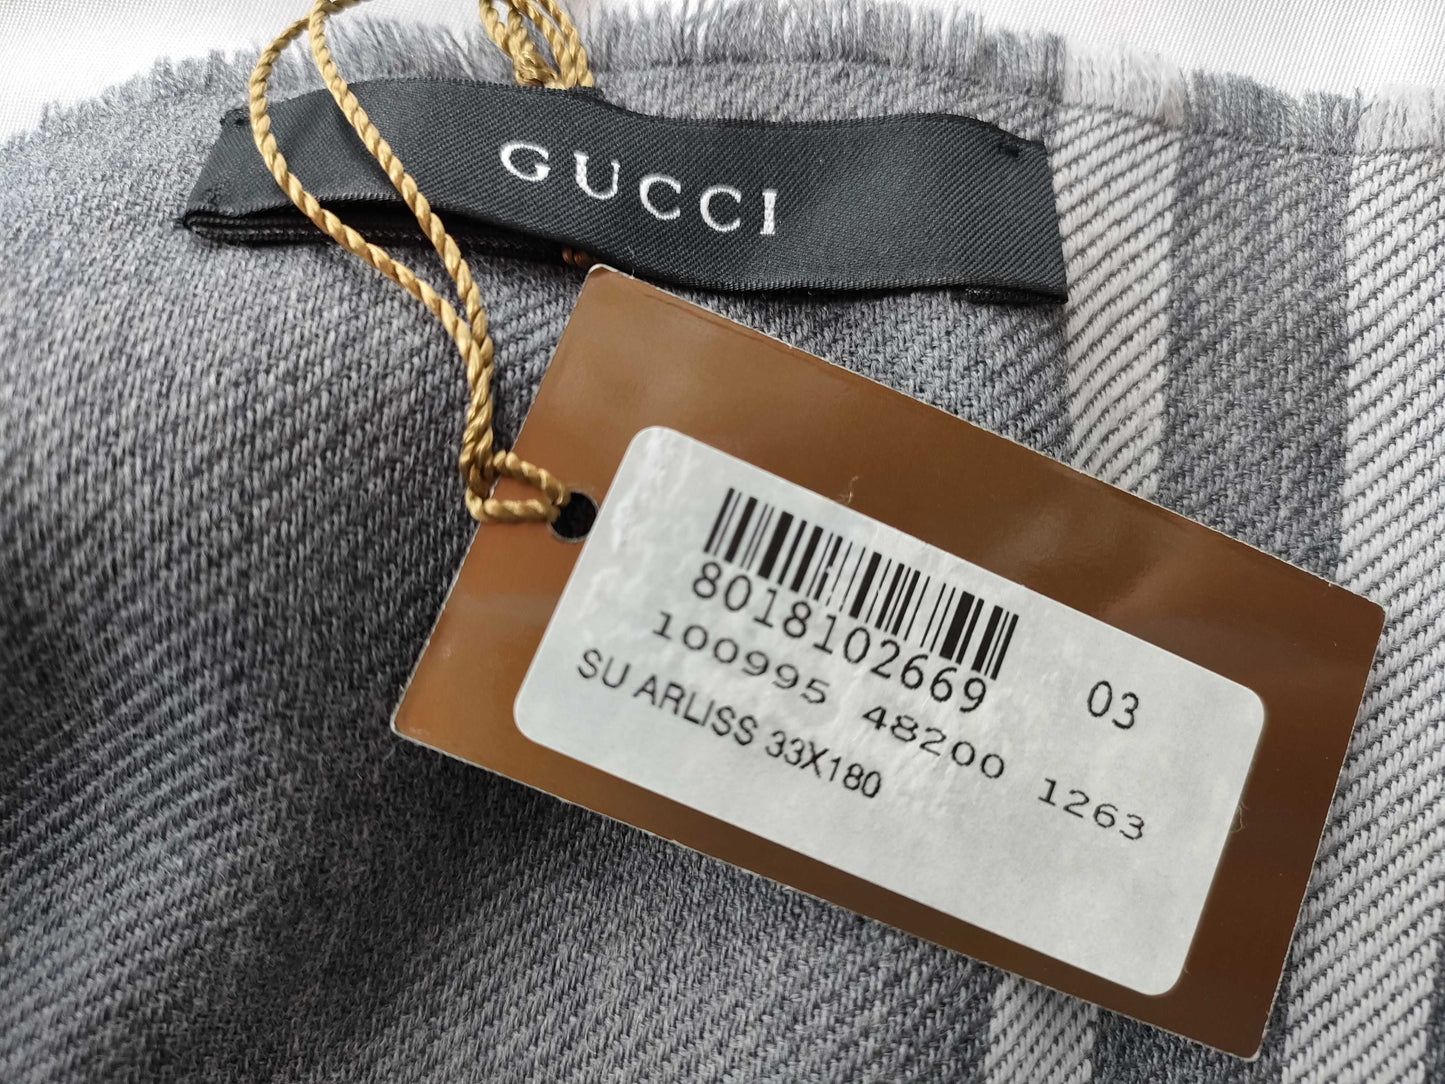 GUCCI
8018102669 03
100995 48200 1263
SU ARLISS 33X180